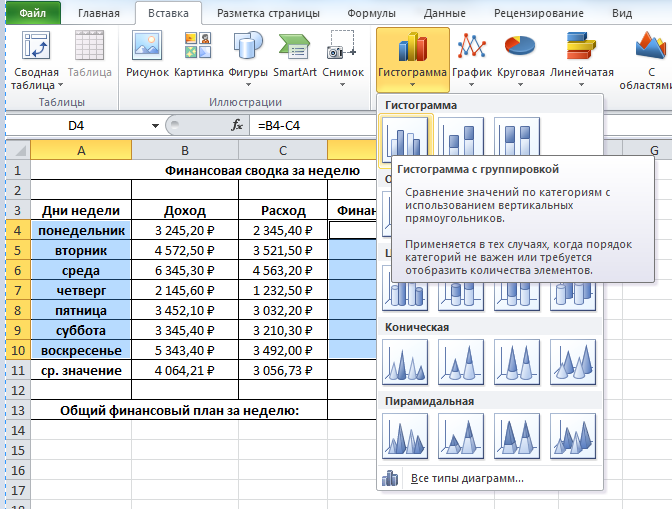 Файл Главная Вставка Разметка страницы Формулы Данные Рецензирование Вид
Сводная таблица Таблица Рисунок Картинка Фигуры SmartArt Снимок Гистограмма График Круговая Линейчатая С областями
Таблицы Иллюстрации
Гистограмма
D4 fx =B4-C4
A B C G
1 Финансовая сводка за неделю
Гистограмма с группировкой
Сравнение значений по категориям с
использованием вертикальных
прямоугольников.
Применяется в тех случаях, когда порядок
категорий не важен или требуется
отобразить количества элементов.
2
3 Дни недели Доход Расход
4 понедельник 3 245,20 ₽ 2 345,40 ₽
5 вторник 4 572,50 ₽ 3 521,50 ₽
6 среда 6 345,30 ₽ 4 563,20 ₽
7 четверг 2 145,60 ₽ 1 232,50 ₽
8 пятница 3 452,10 ₽ 3 032,20 ₽
9 суббота 3 345,40 ₽ 3 210,30 ₽
10 воскресенье 5 343,40 ₽ 3 492,00 ₽
11 ср. значение 4 064,21 ₽ 3 056,73 ₽
12
13 Общий финансовый план за неделю:
14
15
16
17
Коническая
Пирамидальная
Все типы диаграмм...